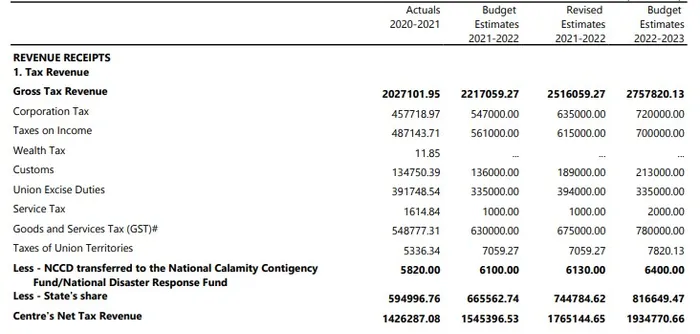 Actuals Budget Revised Budget
2020-2021 Estimates Estimates Estimates
2021-2022 2021-2022 2022-2023
REVENUE RECEIPTS
1. Tax Revenue
Gross Tax Revenue 2027101.95 2217059.27 2516059.27 2757820.13
Corporation Tax 457718.97 547000.00 635000.00 720000.00
Taxes on Income 487143.71 561000.00 615000.00 700000.00
Wealth Tax 11.85 ... ... ...
Customs 134750.39 136000.00 189000.00 213000.00
Union Excise Duties 391748.54 335000.00 394000.00 335000.00
Service Tax 1614.84 1000.00 1000.00 2000.00
Goods and Services Tax (GST)# 548777.31 630000.00 675000.00 780000.00
Taxes of Union Territories 5336.34 7059.27 7059.27 7820.13
Less - NCCD transferred to the National Calamity Contigency 5820.00 6100.00 6130.00 6400.00
Fund/National Disaster Response Fund
Less - State's share 594996.76 665562.74 744784.62 816649.47
Centre's Net Tax Revenue 1426287.08 1545396.53 1765144.65 1934770.66